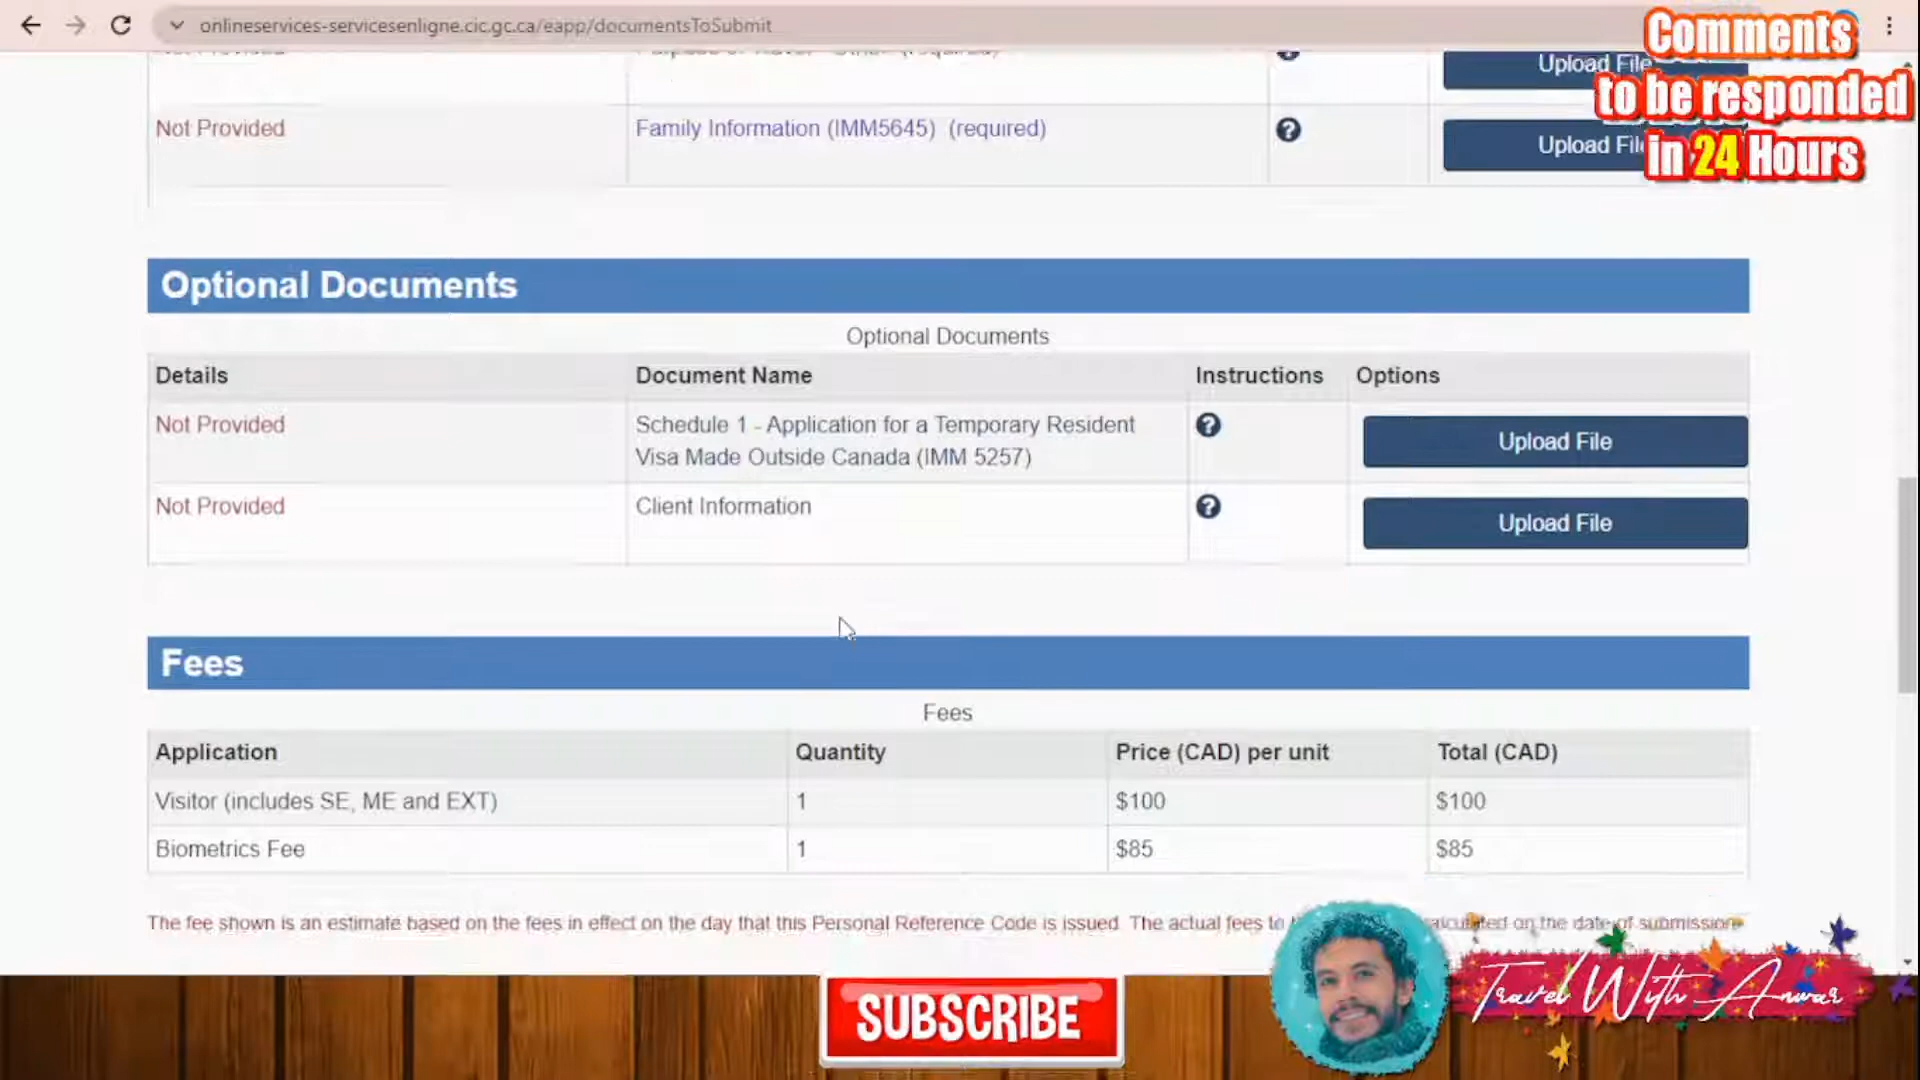 onlineservices-servicesenligne.cic.gc.ca/eapp/documentsToSubmit
Comments
to be responded
in 24 Hours
Upload File
Not Provided
Family Information (IMM5645) (required)
Upload File
Optional Documents
Optional Documents
Details
Document Name
Instructions
Options
Not Provided
Schedule 1 - Application for a Temporary Resident
Visa Made Outside Canada (IMM 5257)
Upload File
Not Provided
Client Information
Upload File
Fees
Fees
Application
Quantity
Price (CAD) per unit
Total (CAD)
Visitor (includes SE, ME and EXT)
1
$100
$100
Biometrics Fee
1
$85
$85
The fee shown is an estimate based on the fees in effect on the day that this Personal Reference Code is issued. The actual fees to on the date of submission
SUBSCRIBE
Travel With Anwar